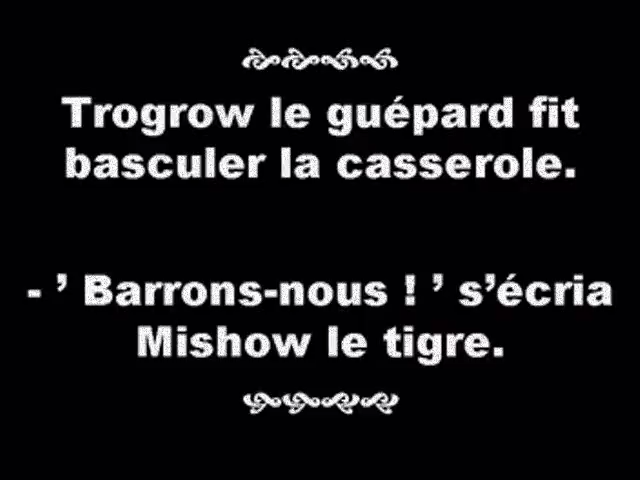 Trogrow le guépard fit
basculer la casserole.
- ’ Barrons-nous ! ’ s’écria
Mishow le tigre.